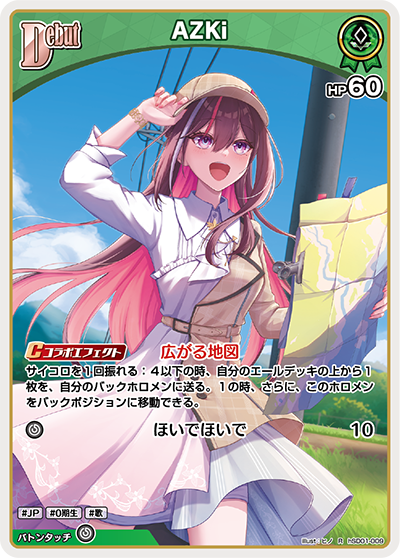 Debut
AZKi
HP60
コラボエフェクト 広がる地図
サイコロを1回振れる：4以下の時、自分のエールデッキの上から1
枚を、自分のバックホロメンに送る。1の時、さらに、このホロメン
をバックポジションに移動できる。
ほいでほいで 10
#JP #0期生 #歌
バトンタッチ
illust: ヒノ R hSD01-009